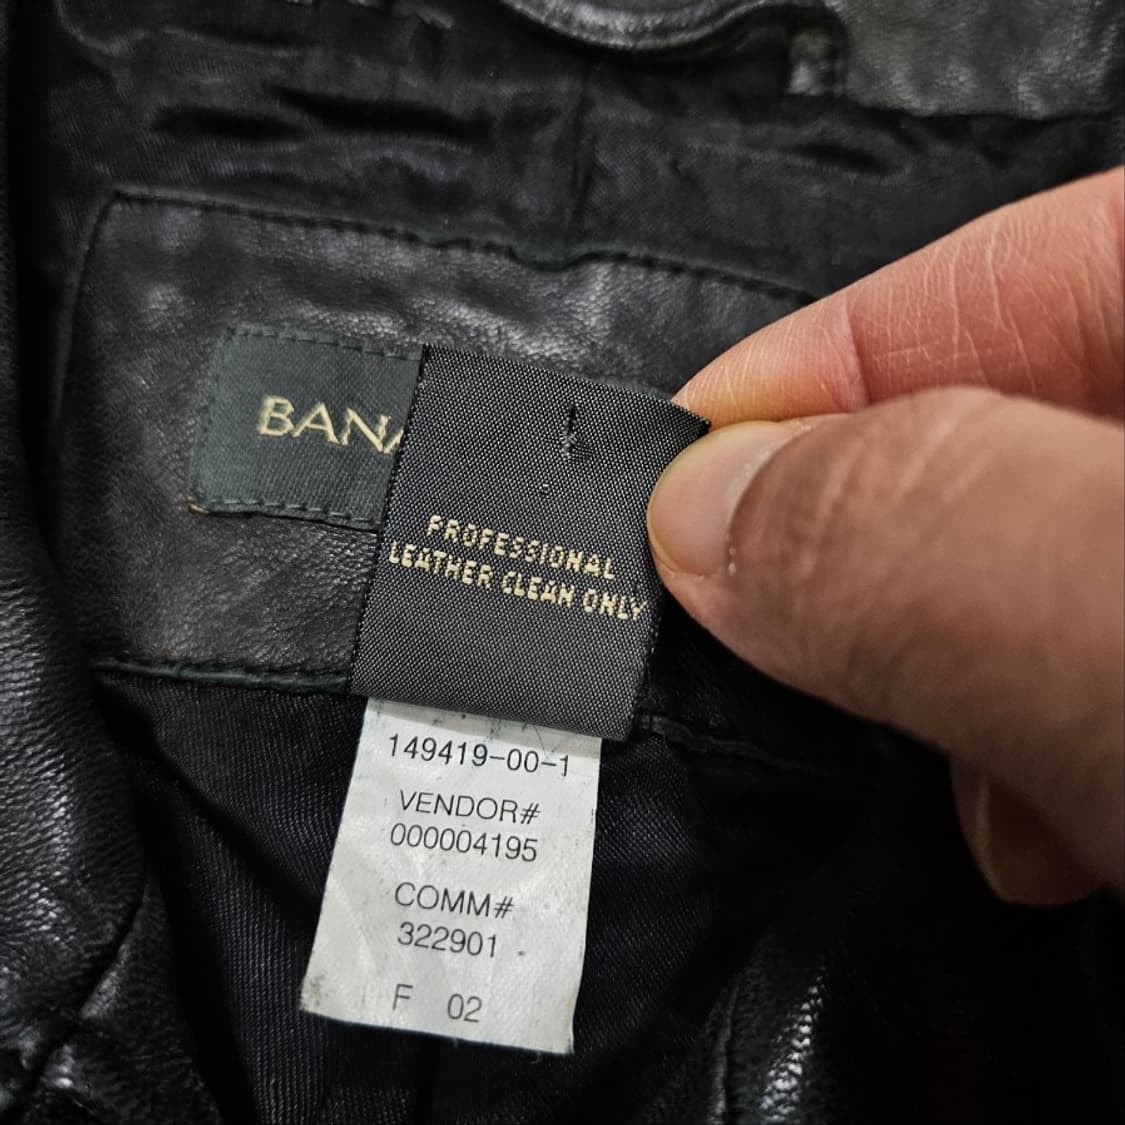 BANA
PROFESSIONAL
LEATHER CLEAN ONLY
149419-00-1
VENDOR#
000004195
COMM#
322901
F 02